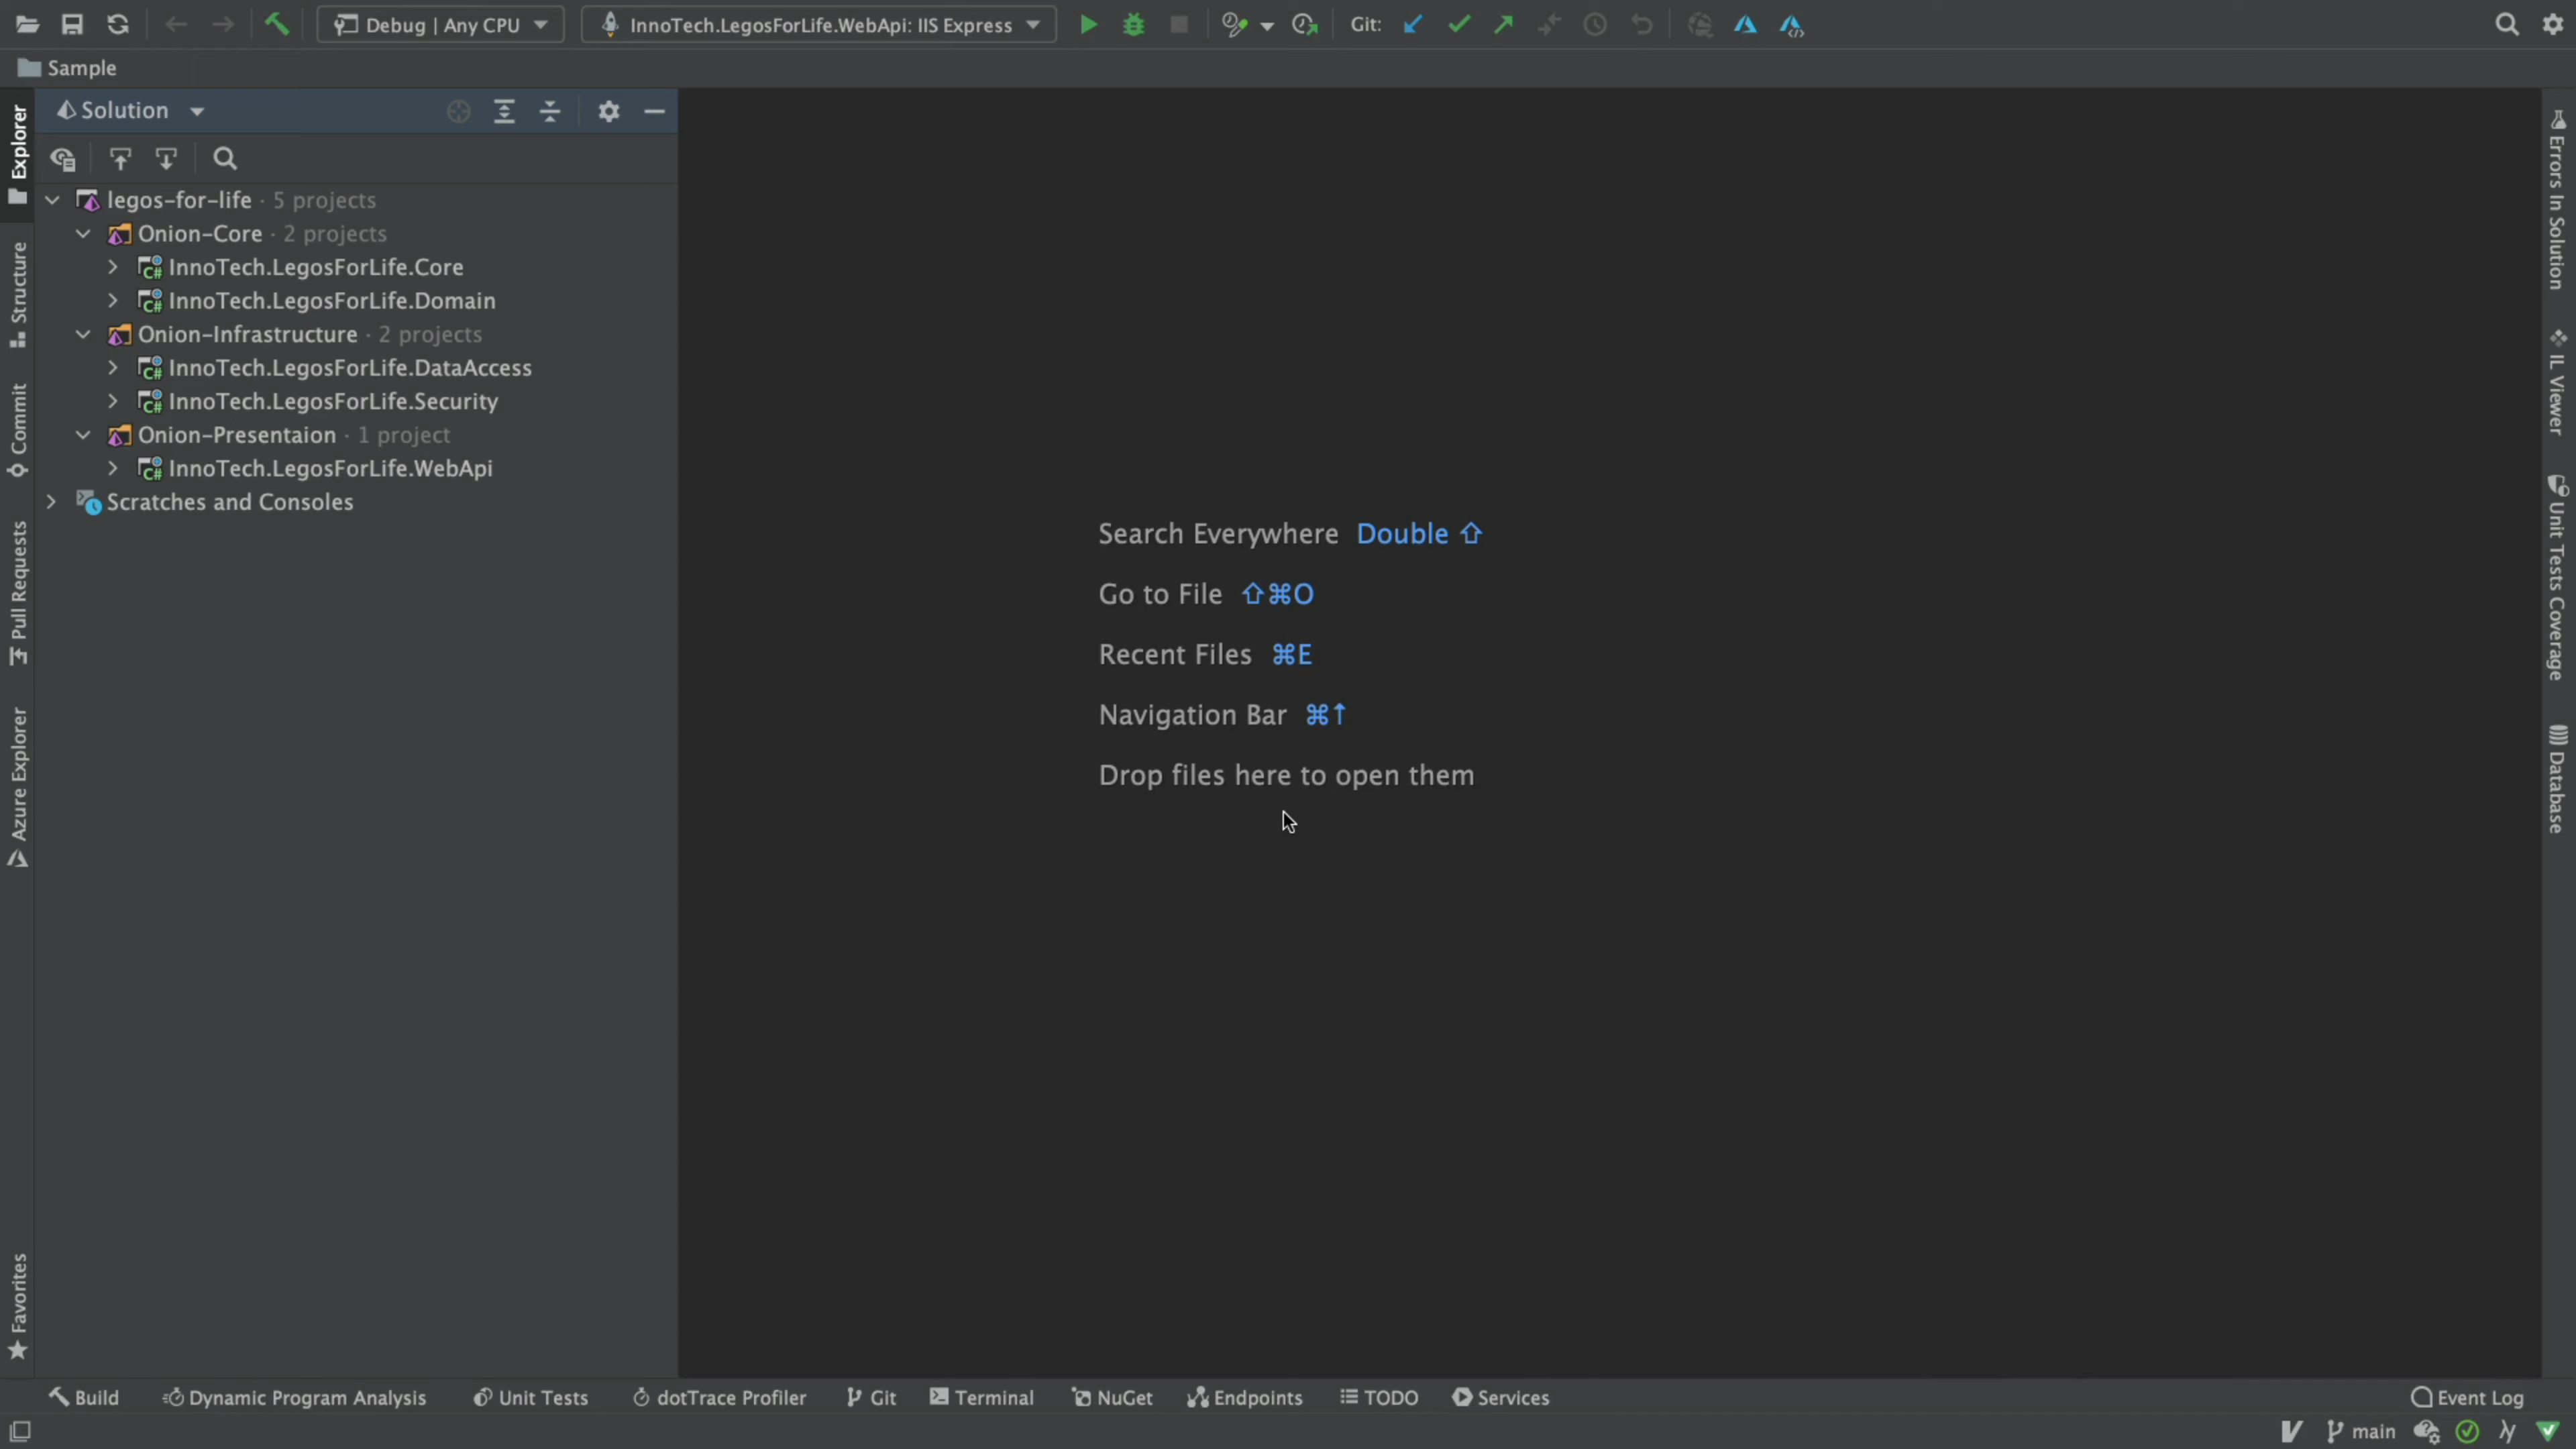 Debug | Any CPU
InnoTech.LegosForLife.WebApi: IIS Express
Git:
Sample
Solution
legos-for-life · 5 projects
Onion-Core · 2 projects
InnoTech.LegosForLife.Core
InnoTech.LegosForLife.Domain
Onion-Infrastructure · 2 projects
InnoTech.LegosForLife.DataAccess
InnoTech.LegosForLife.Security
Onion-Presentaion · 1 project
InnoTech.LegosForLife.WebApi
Scratches and Consoles
Explorer
Structure
Commit
Pull Requests
Azure Explorer
Favorites
Search Everywhere Double ⇧
Go to File ⇧⌘O
Recent Files ⌘E
Navigation Bar ⌘↑
Drop files here to open them
Errors In Solution
IL Viewer
Unit Tests Coverage
Database
Build
Dynamic Program Analysis
Unit Tests
dotTrace Profiler
Git
Terminal
NuGet
Endpoints
TODO
Services
Event Log
main